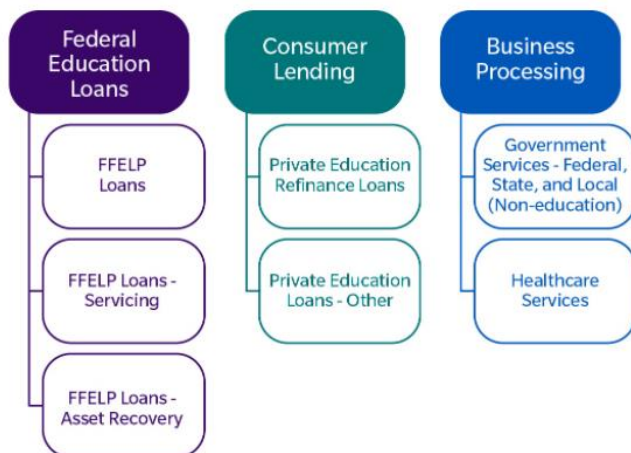 Federal
Education
Loans
FFELP
Loans
FFELP Loans -
Servicing
FFELP Loans -
Asset Recovery
Consumer
Lending
Private Education
Refinance Loans
Private Education
Loans - Other
Business
Processing
Government
Services - Federal,
State, and Local
(Non-education)
Healthcare
Services